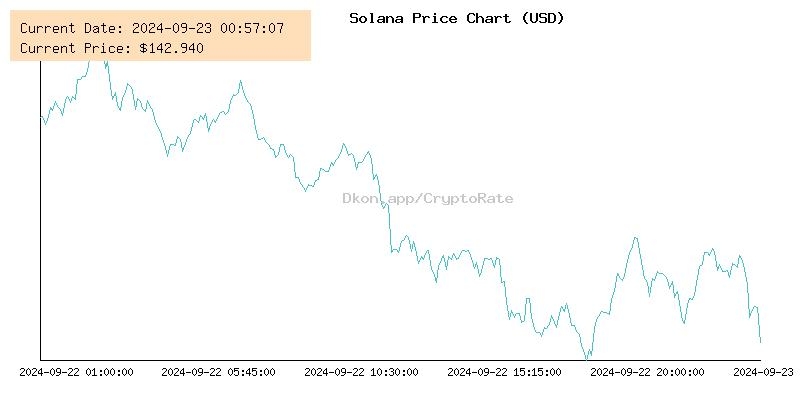 Solana Price Chart (USD)
Current Date: 2024-09-23 00:57:07
Current Price: $142.940
Dkon.app/CryptoRate
2024-09-22 01:00:00 2024-09-22 05:45:00 2024-09-22 10:30:00 2024-09-22 15:15:00 2024-09-22 20:00:00 2024-09-23